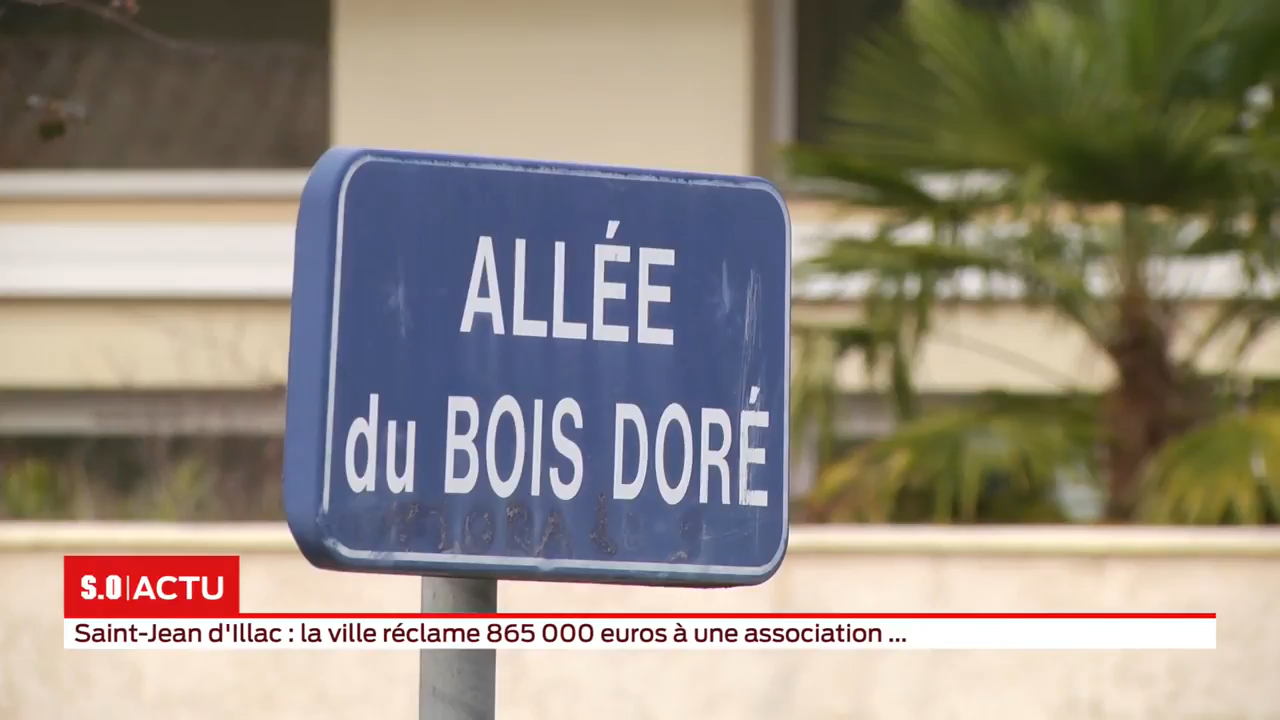 ALLÉE
du BOIS DORÉ
S.O|ACTU
Saint-Jean d'Illac : la ville réclame 865 000 euros à une association ...